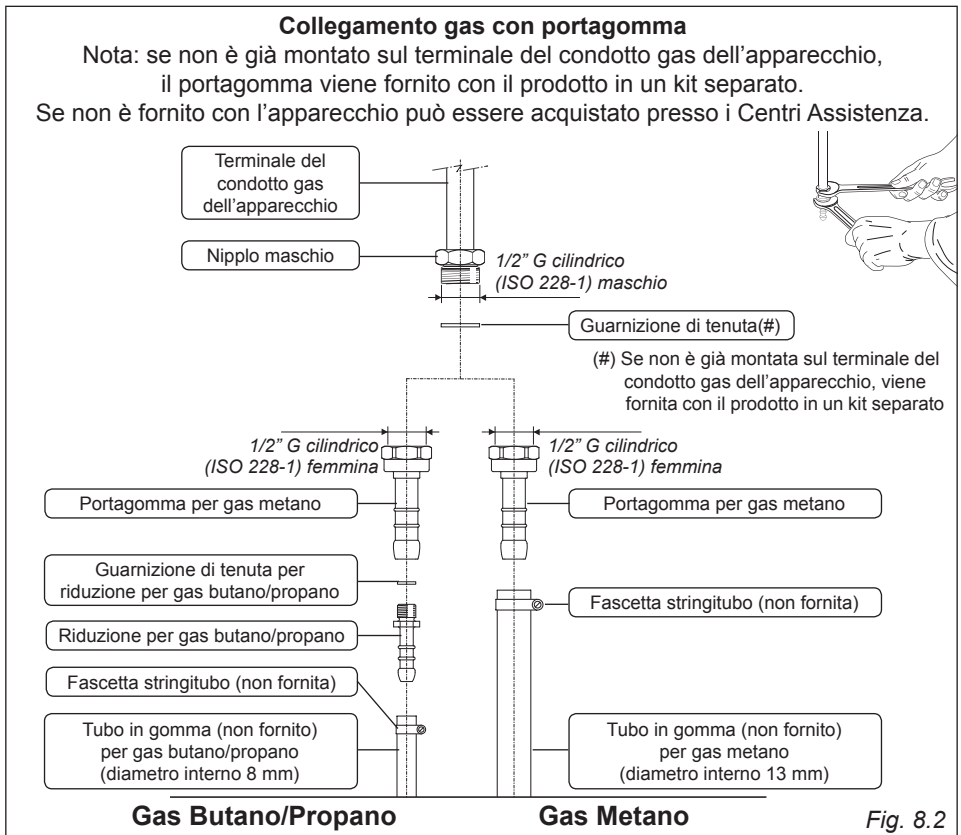 Collegamento gas con portagomma
Nota: se non è già montato sul terminale del condotto gas dell’apparecchio,
il portagomma viene fornito con il prodotto in un kit separato.
Se non è fornito con l’apparecchio può essere acquistato presso i Centri Assistenza.
Terminale del
condotto gas
dell’apparecchio
Nipplo maschio
1/2” G cilindrico
(ISO 228-1) maschio
Guarnizione di tenuta(#)
(#) Se non è già montata sul terminale del
condotto gas dell’apparecchio, viene
fornita con il prodotto in un kit separato
1/2” G cilindrico
(ISO 228-1) femmina
1/2” G cilindrico
(ISO 228-1) femmina
Portagomma per gas metano
Portagomma per gas metano
Guarnizione di tenuta per
riduzione per gas butano/propano
Fascetta stringitubo (non fornita)
Riduzione per gas butano/propano
Fascetta stringitubo (non fornita)
Tubo in gomma (non fornito)
per gas butano/propano
(diametro interno 8 mm)
Tubo in gomma (non fornito)
per gas metano
(diametro interno 13 mm)
Gas Butano/Propano
Gas Metano
Fig. 8.2